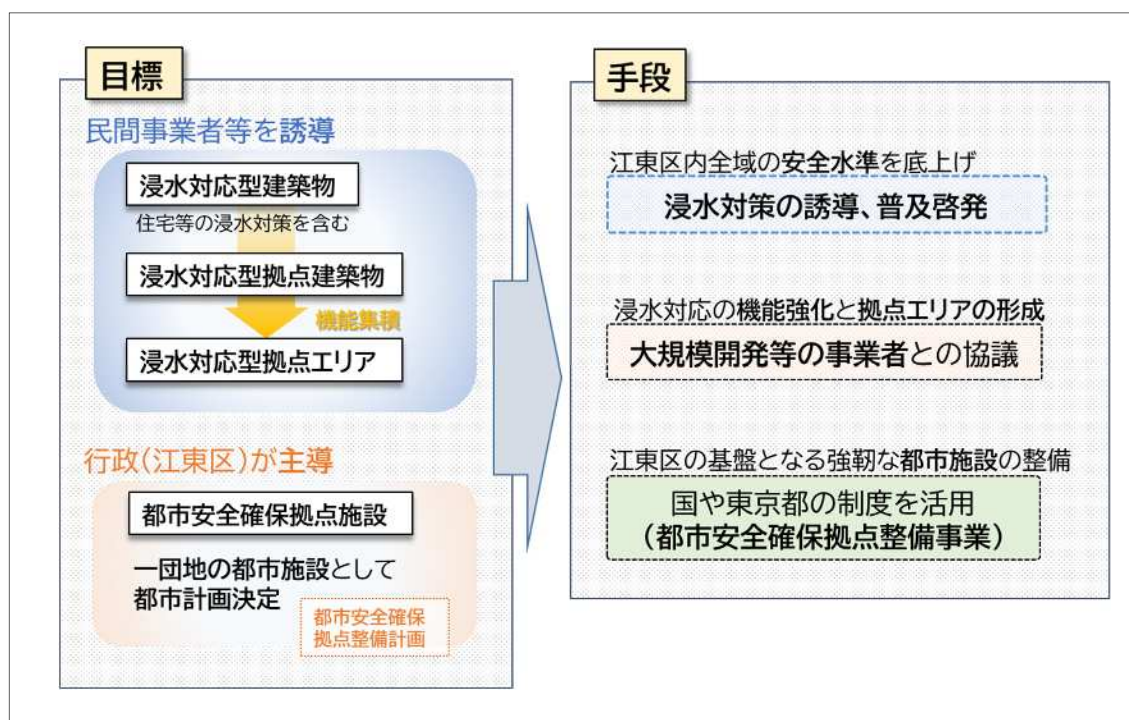 目標
民間事業者等を誘導
浸水対応型建築物
住宅等の浸水対策を含む
浸水対応型拠点建築物
機能集積
浸水対応型拠点エリア
行政(江東区)が主導
都市安全確保拠点施設
一団地の都市施設として
都市計画決定
都市安全確保
拠点整備計画
手段
江東区内全域の安全水準を底上げ
浸水対策の誘導、普及啓発
浸水対応の機能強化と拠点エリアの形成
大規模開発等の事業者との協議
江東区の基盤となる強靭な都市施設の整備
国や東京都の制度を活用
(都市安全確保拠点整備事業)